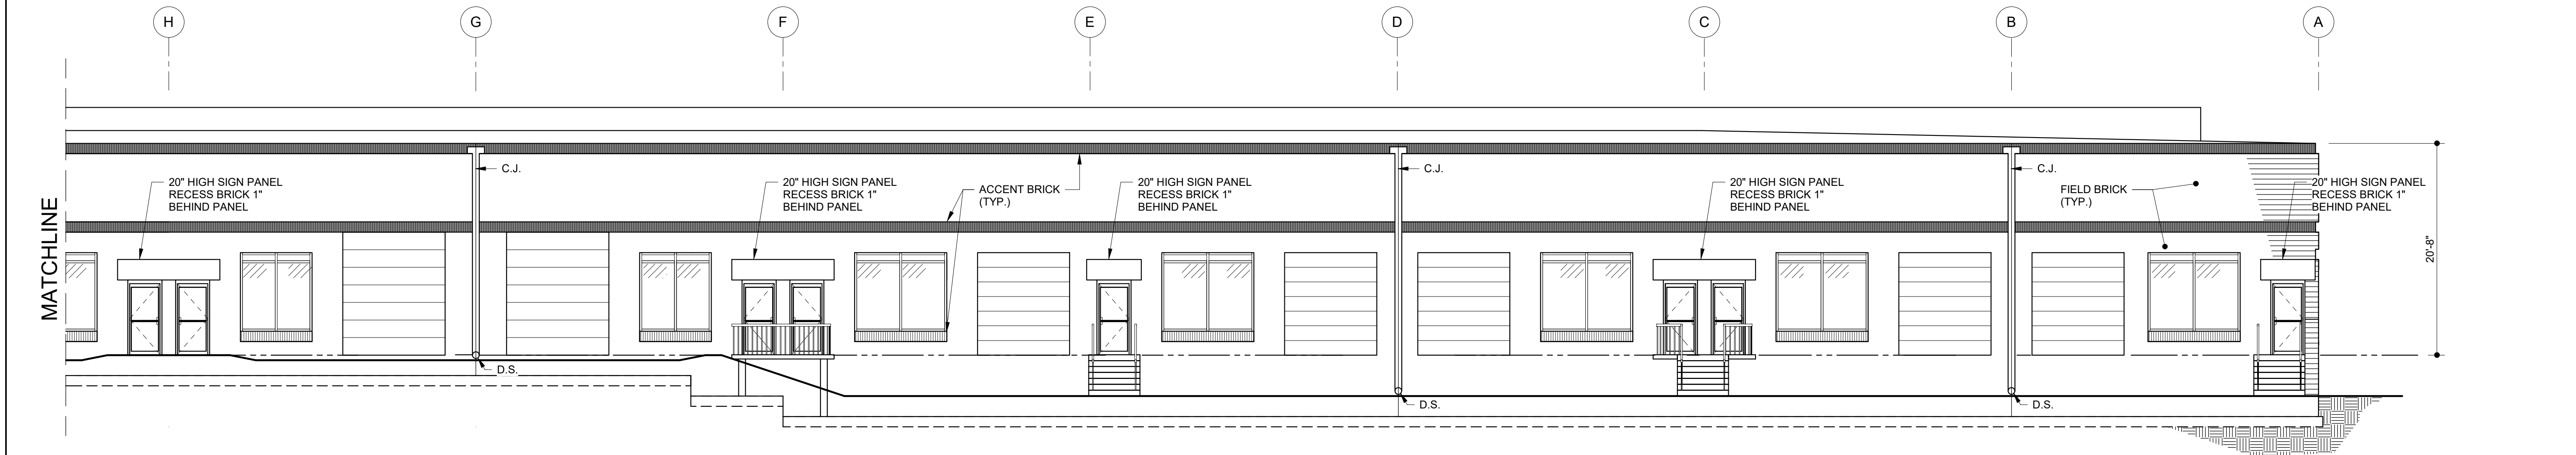 H
G
F
E
D
C
B
A
MATCHLINE
20" HIGH SIGN PANEL
RECESS BRICK 1"
BEHIND PANEL
C.J.
20" HIGH SIGN PANEL
RECESS BRICK 1"
BEHIND PANEL
ACCENT BRICK
(TYP.)
20" HIGH SIGN PANEL
RECESS BRICK 1"
BEHIND PANEL
C.J.
20" HIGH SIGN PANEL
RECESS BRICK 1"
BEHIND PANEL
C.J.
FIELD BRICK
(TYP.)
20" HIGH SIGN PANEL
RECESS BRICK 1"
BEHIND PANEL
20'-8"
D.S.
D.S.
D.S.